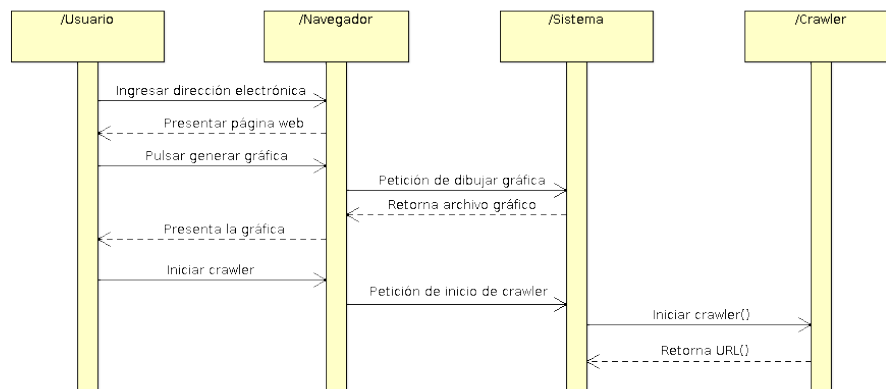 /Usuario
/Navegador
/Sistema
/Crawler
Ingresar dirección electrónica
Presentar página web
Pulsar generar gráfica
Petición de dibujar gráfica
Retorna archivo gráfico
Presenta la gráfica
Iniciar crawler
Petición de inicio de crawler
Iniciar crawler()
Retorna URL()